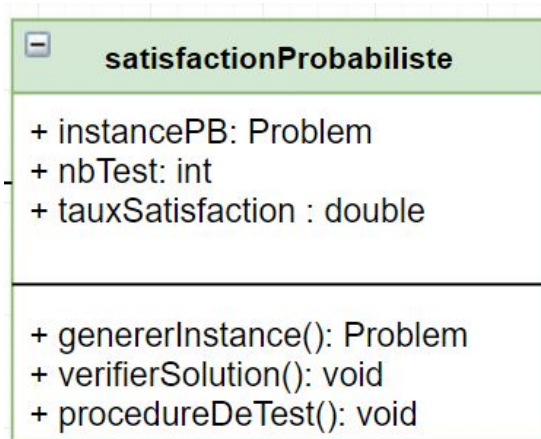 satisfactionProbabiliste
+ instancePB: Problem
+ nbTest: int
+ tauxSatisfaction : double
+ genererInstance(): Problem
+ verifierSolution(): void
+ procedureDeTest(): void